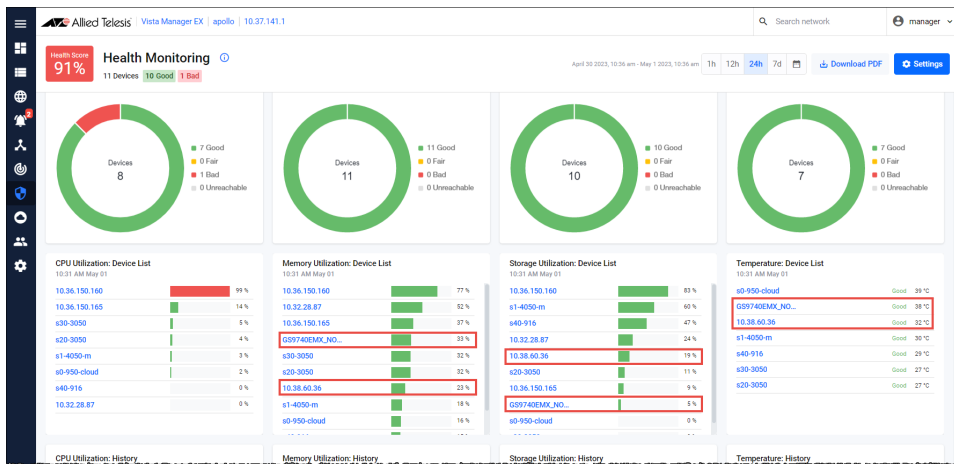 Allied Telesis Vista Manager EX apollo 10.37.141.1
Search network
manager
2
Health Score
91%
Health Monitoring
11 Devices 10 Good 1 Bad
April 30 2023, 10:36 am - May 1 2023, 10:36 am
1h 12h 24h 7d
Download PDF
Settings
Devices
8
7 Good
0 Fair
1 Bad
0 Unreachable
Devices
11
11 Good
0 Fair
0 Bad
0 Unreachable
Devices
10
10 Good
0 Fair
0 Bad
0 Unreachable
Devices
7
7 Good
0 Fair
0 Bad
0 Unreachable
CPU Utilization: Device List
10:31 AM May 01
10.36.150.160 99 %
10.36.150.165 14 %
s30-3050 5 %
s20-3050 4 %
s1-4050-m 3 %
s0-950-cloud 2 %
s40-916 0 %
10.32.28.87 0 %
Memory Utilization: Device List
10:31 AM May 01
10.36.150.160 77 %
10.32.28.87 52 %
10.36.150.165 37 %
GS9740EMX_NO... 33 %
s30-3050 32 %
s20-3050 32 %
10.38.60.36 23 %
s1-4050-m 18 %
s0-950-cloud 16 %
Storage Utilization: Device List
10:31 AM May 01
10.36.150.160 83 %
s1-4050-m 60 %
s40-916 47 %
10.32.28.87 24 %
10.38.60.36 19 %
s20-3050 11 %
10.36.150.165 9 %
GS9740EMX_NO... 5 %
s0-950-cloud 0 %
Temperature: Device List
10:31 AM May 01
s0-950-cloud Good 39 °C
GS9740EMX_NO... Good 38 °C
10.38.60.36 Good 32 °C
s1-4050-m Good 30 °C
s40-916 Good 29 °C
s30-3050 Good 27 °C
s20-3050 Good 27 °C
CPU Utilization: History
Memory Utilization: History
Storage Utilization: History
Temperature: History